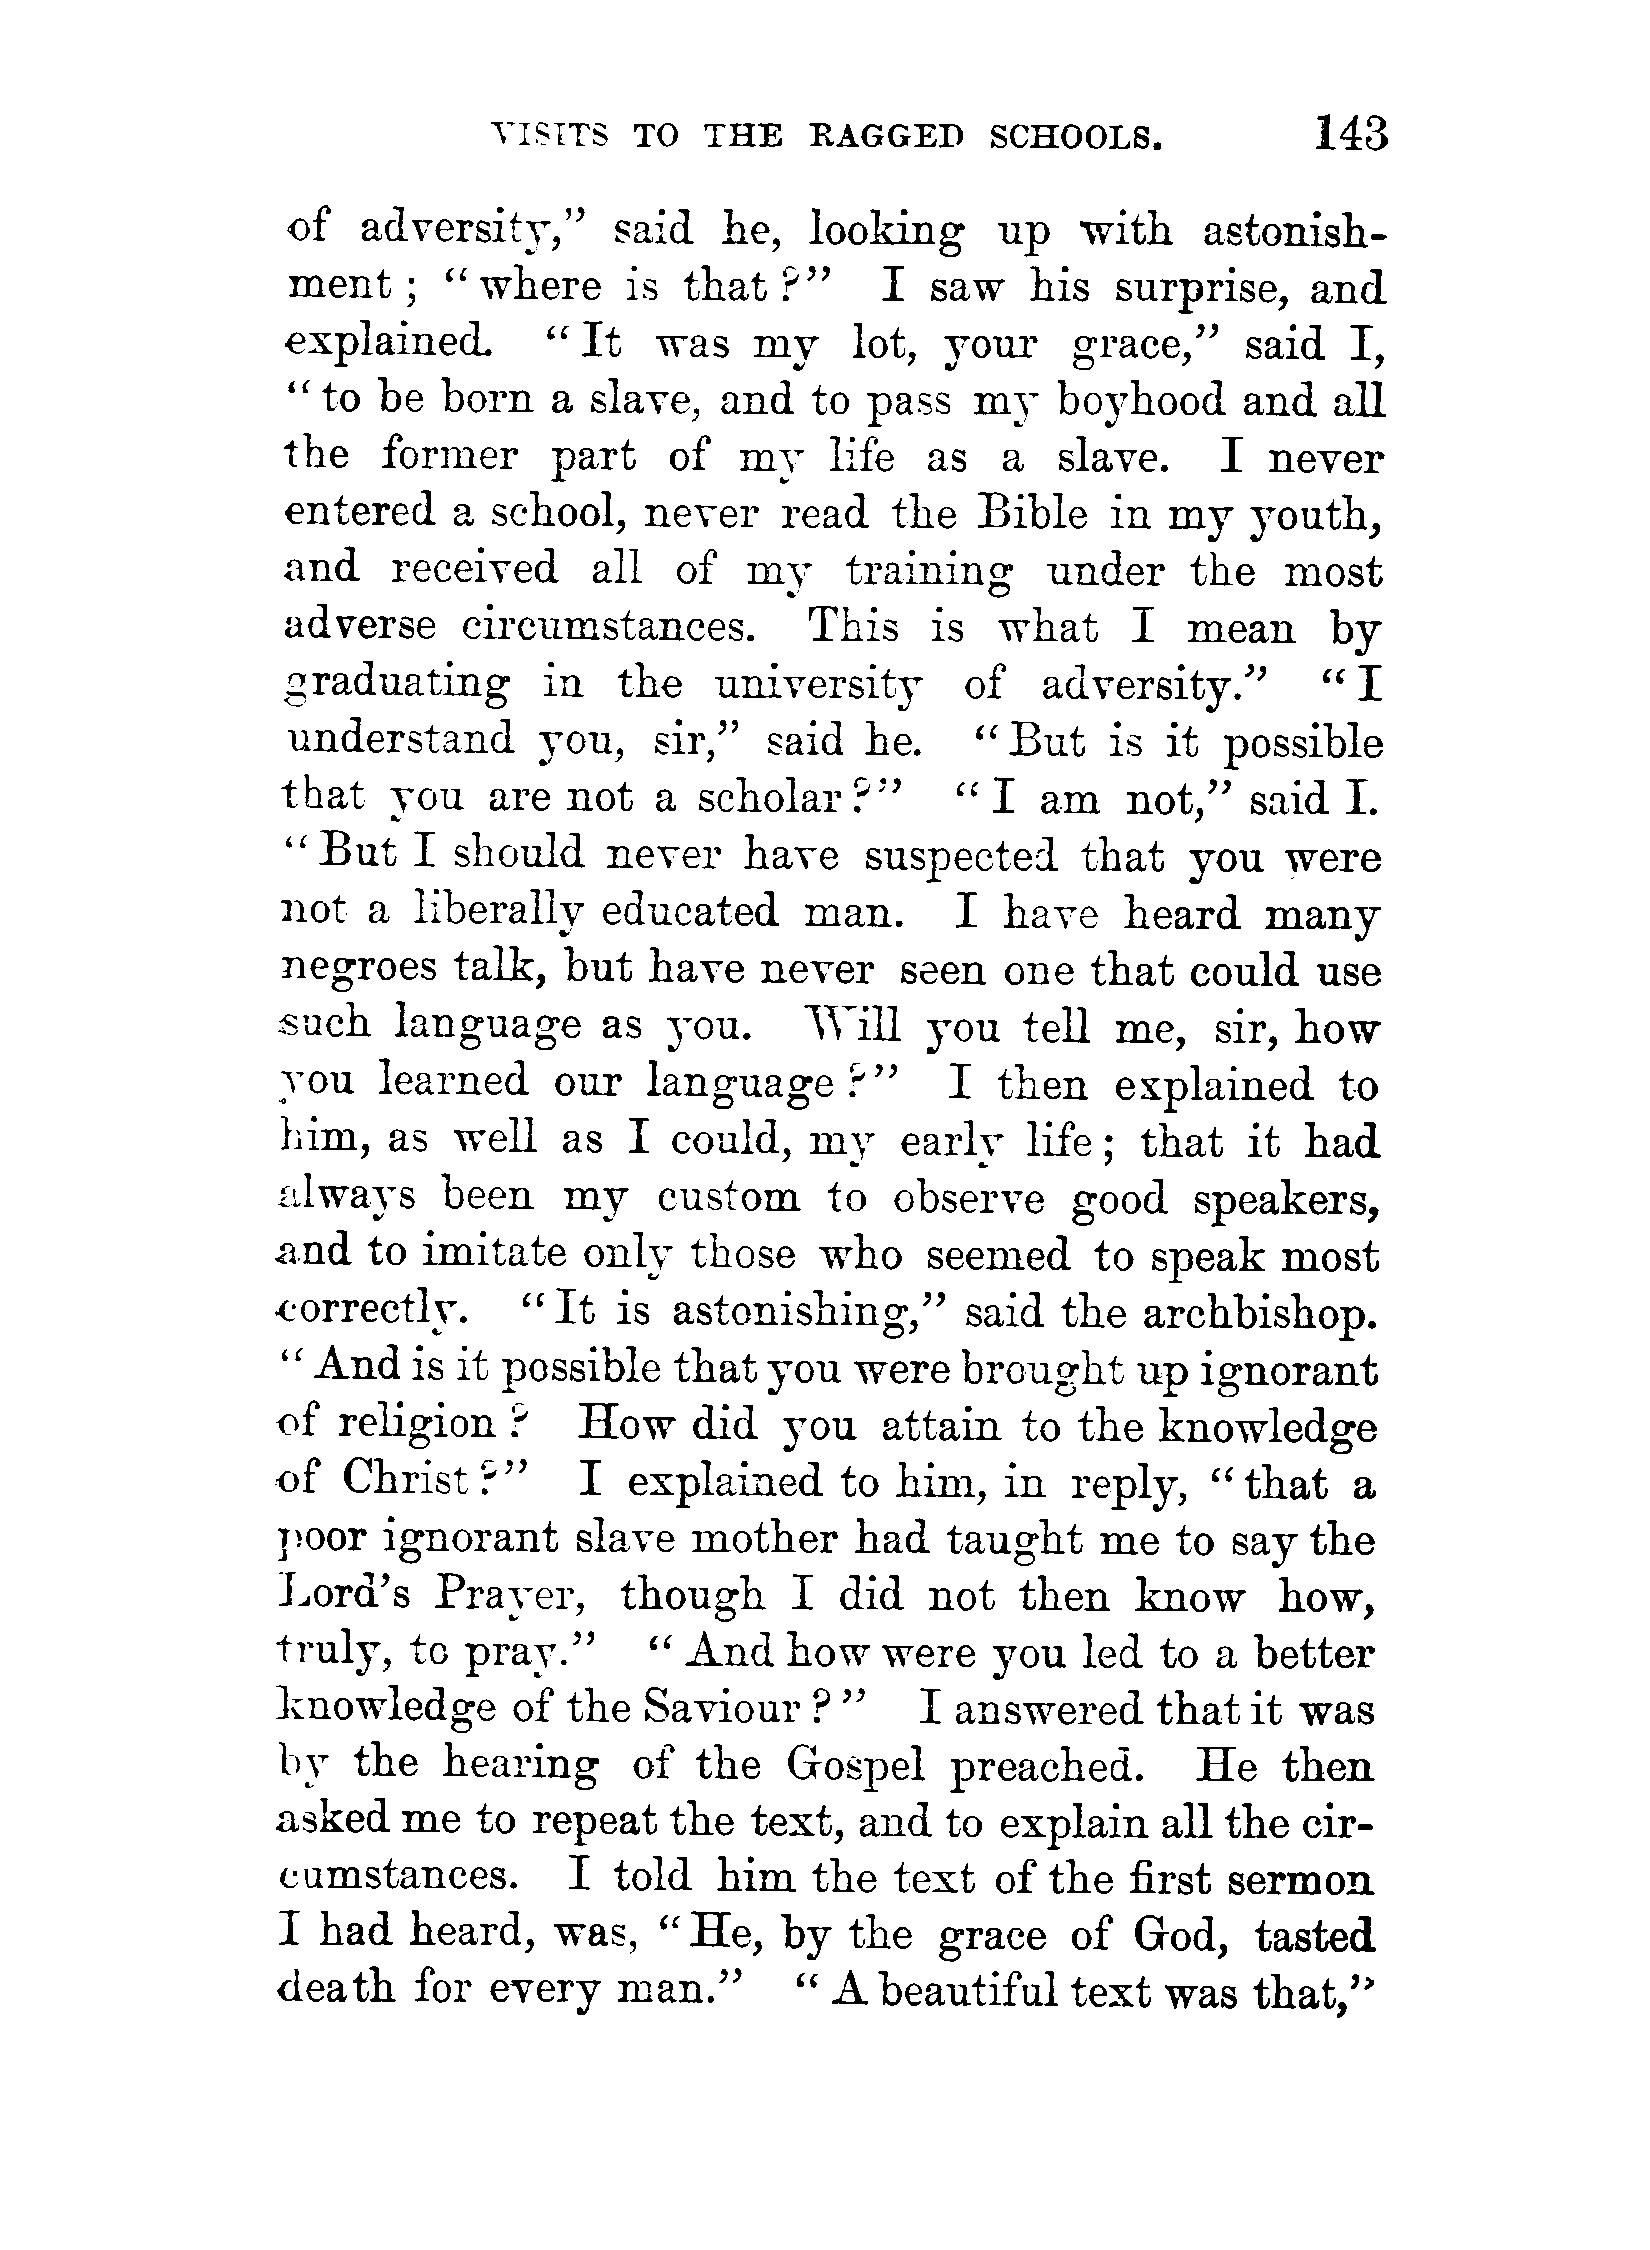 VISITS TO THE RAGGED SCHOOLS. 143
of adversity,” said he, looking up with astonish-
ment ; “ where is that ?” I saw his surprise, and
explained. “ It was my lot, your grace,” said I,
“ to be born a slave, and to pass my boyhood and all
the former part of my life as a slave. I never
entered a school, never read the Bible in my youth,
and received all of my training under the most
adverse circumstances. This is what I mean by
graduating in the university of adversity.” “ I
understand you, sir,” said he. “ But is it possible
that you are not a scholar ?” “ I am not,” said I.
“ But I should never have suspected that you were
not a liberally educated man. I have heard many
negroes talk, but have never seen one that could use
such language as you. Will you tell me, sir, how
you learned our language ?” I then explained to
him, as well as I could, my early life ; that it had
always been my custom to observe good speakers,
and to imitate only those who seemed to speak most
correctly. “ It is astonishing,” said the archbishop.
“ And is it possible that you were brought up ignorant
of religion ? How did you attain to the knowledge
of Christ ?” I explained to him, in reply, “ that a
poor ignorant slave mother had taught me to say the
Lord’s Prayer, though I did not then know how,
truly, to pray.” “ And how were you led to a better
knowledge of the Saviour ? ” I answered that it was
by the hearing of the Gospel preached. He then
asked me to repeat the text, and to explain all the cir-
cumstances. I told him the text of the first sermon
I had heard, was, “ He, by the grace of God, tasted
death for every man.” “ A beautiful text was that,”